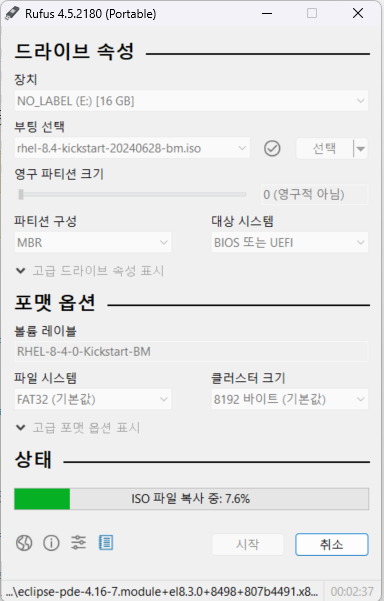 Rufus 4.5.2180 (Portable)
드라이브 속성
장치
NO_LABEL (E:) [16 GB]
부팅 선택
rhel-8.4-kickstart-20240628-bm.iso
선택
영구 파티션 크기
0 (영구적 아님)
파티션 구성
대상 시스템
MBR
BIOS 또는 UEFI
고급 드라이브 속성 표시
포맷 옵션
볼륨 레이블
RHEL-8-4-0-Kickstart-BM
파일 시스템
클러스터 크기
FAT32 (기본값)
8192 바이트 (기본값)
고급 포맷 옵션 표시
상태
ISO 파일 복사 중: 7.6%
시작
취소
...\eclipse-pde-4.16-7.module+el8.3.0+8498+807b4491.x8...
00:02:37